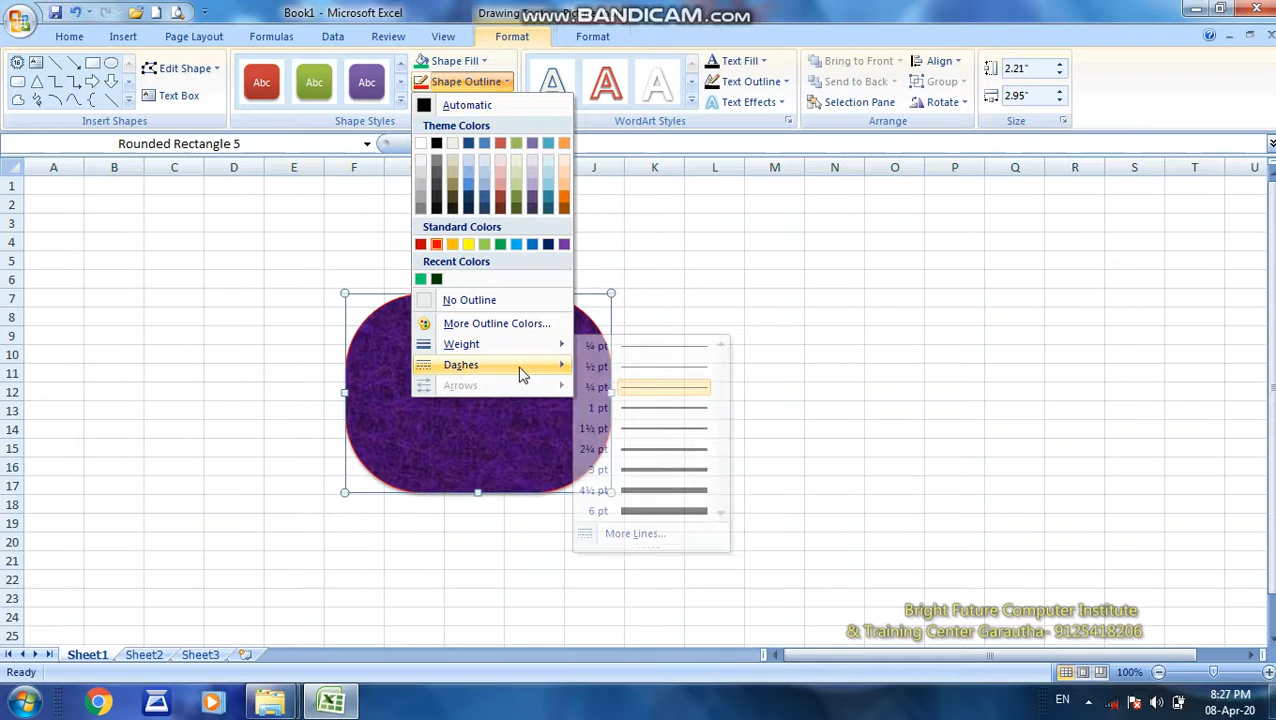 Book1 - Microsoft Excel
Drawing Tools
www.BANDICAM.com
Home
Insert
Page Layout
Formulas
Data
Review
View
Format
Format
Edit Shape
Text Box
Insert Shapes
Abc
Abc
Abc
Shape Styles
Shape Fill
Shape Outline
WordArt Styles
Text Fill
Text Outline
Text Effects
Bring to Front
Send to Back
Selection Pane
Align
Group
Rotate
Arrange
2.21"
2.95"
Size
Rounded Rectangle 5
A B C D E F J K L M N O P Q R S T U
1
2
3
4
5
6
7
8
9
10
11
12
13
14
15
16
17
18
19
20
21
22
23
24
25
Automatic
Theme Colors
Standard Colors
Recent Colors
No Outline
More Outline Colors...
Weight
Dashes
Arrows
¼ pt
½ pt
¾ pt
1 pt
1½ pt
2¼ pt
3 pt
4½ pt
6 pt
More Lines...
Bright Future Computer Institute
& Training Center Garautha- 9125418206
Sheet1
Sheet2
Sheet3
Ready
100%
EN
8:27 PM
08-Apr-20